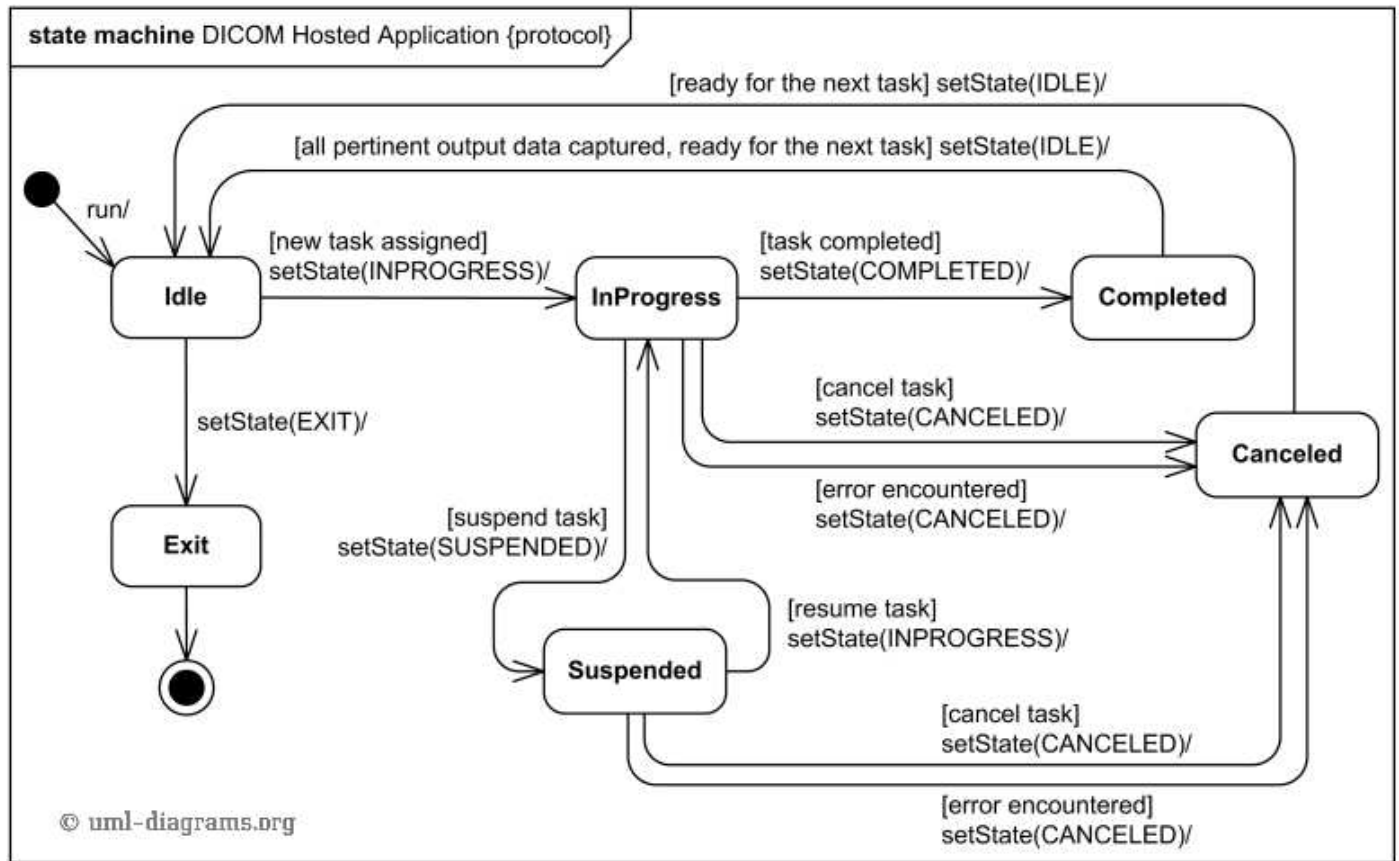 state machine DICOM Hosted Application {protocol}
[ready for the next task] setState(IDLE)/
[all pertinent output data captured, ready for the next task] setState(IDLE)/
run/
[new task assigned]
setState(INPROGRESS)/
[task completed]
setState(COMPLETED)/
Idle
InProgress
Completed
[cancel task]
setState(CANCELED)/
setState(EXIT)/
Canceled
[error encountered]
setState(CANCELED)/
[suspend task]
setState(SUSPENDED)/
Exit
[resume task]
setState(INPROGRESS)/
Suspended
[cancel task]
setState(CANCELED)/
[error encountered]
setState(CANCELED)/
© uml-diagrams.org